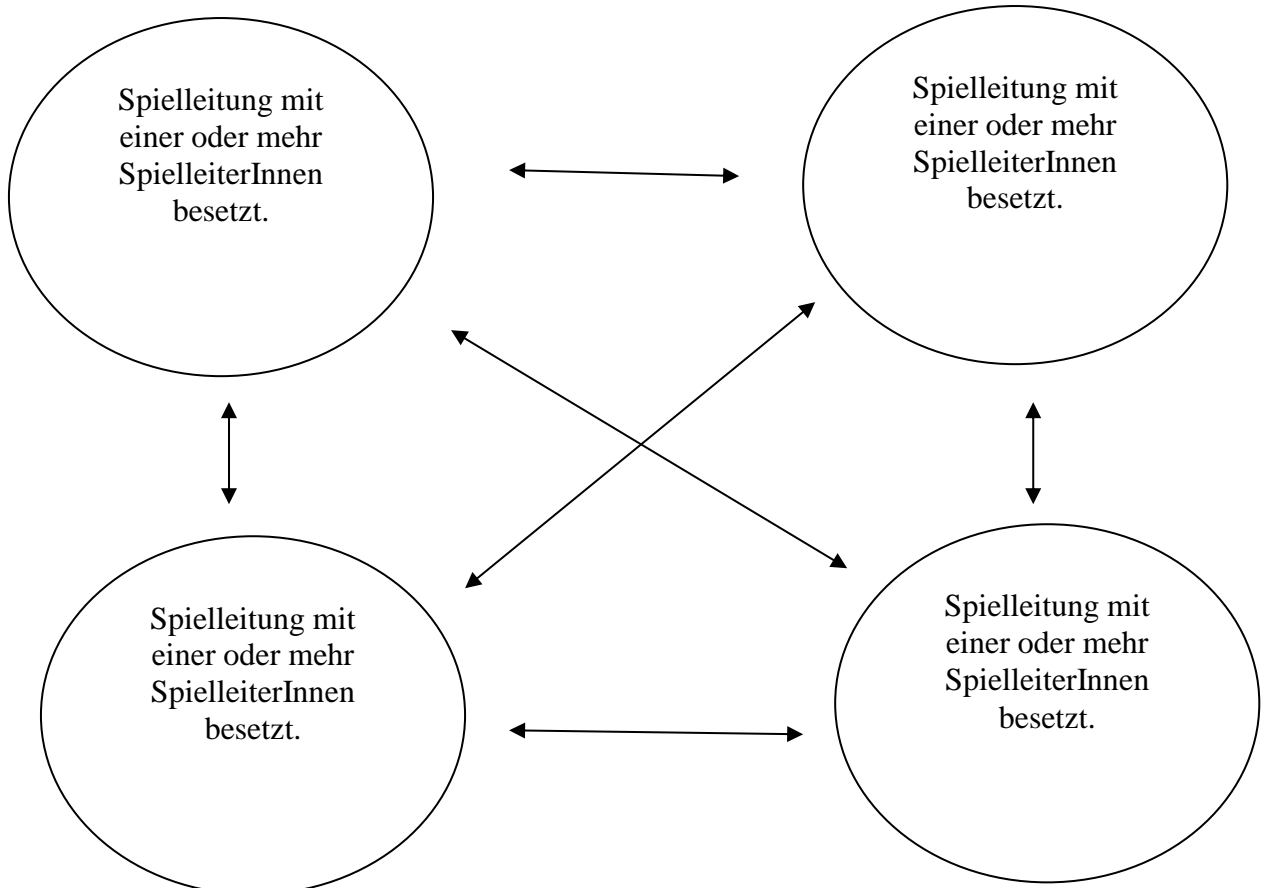 Spielleitung mit
einer oder mehr
SpielleiterInnen
besetzt.
Spielleitung mit
einer oder mehr
SpielleiterInnen
besetzt.
Spielleitung mit
einer oder mehr
SpielleiterInnen
besetzt.
Spielleitung mit
einer oder mehr
SpielleiterInnen
besetzt.